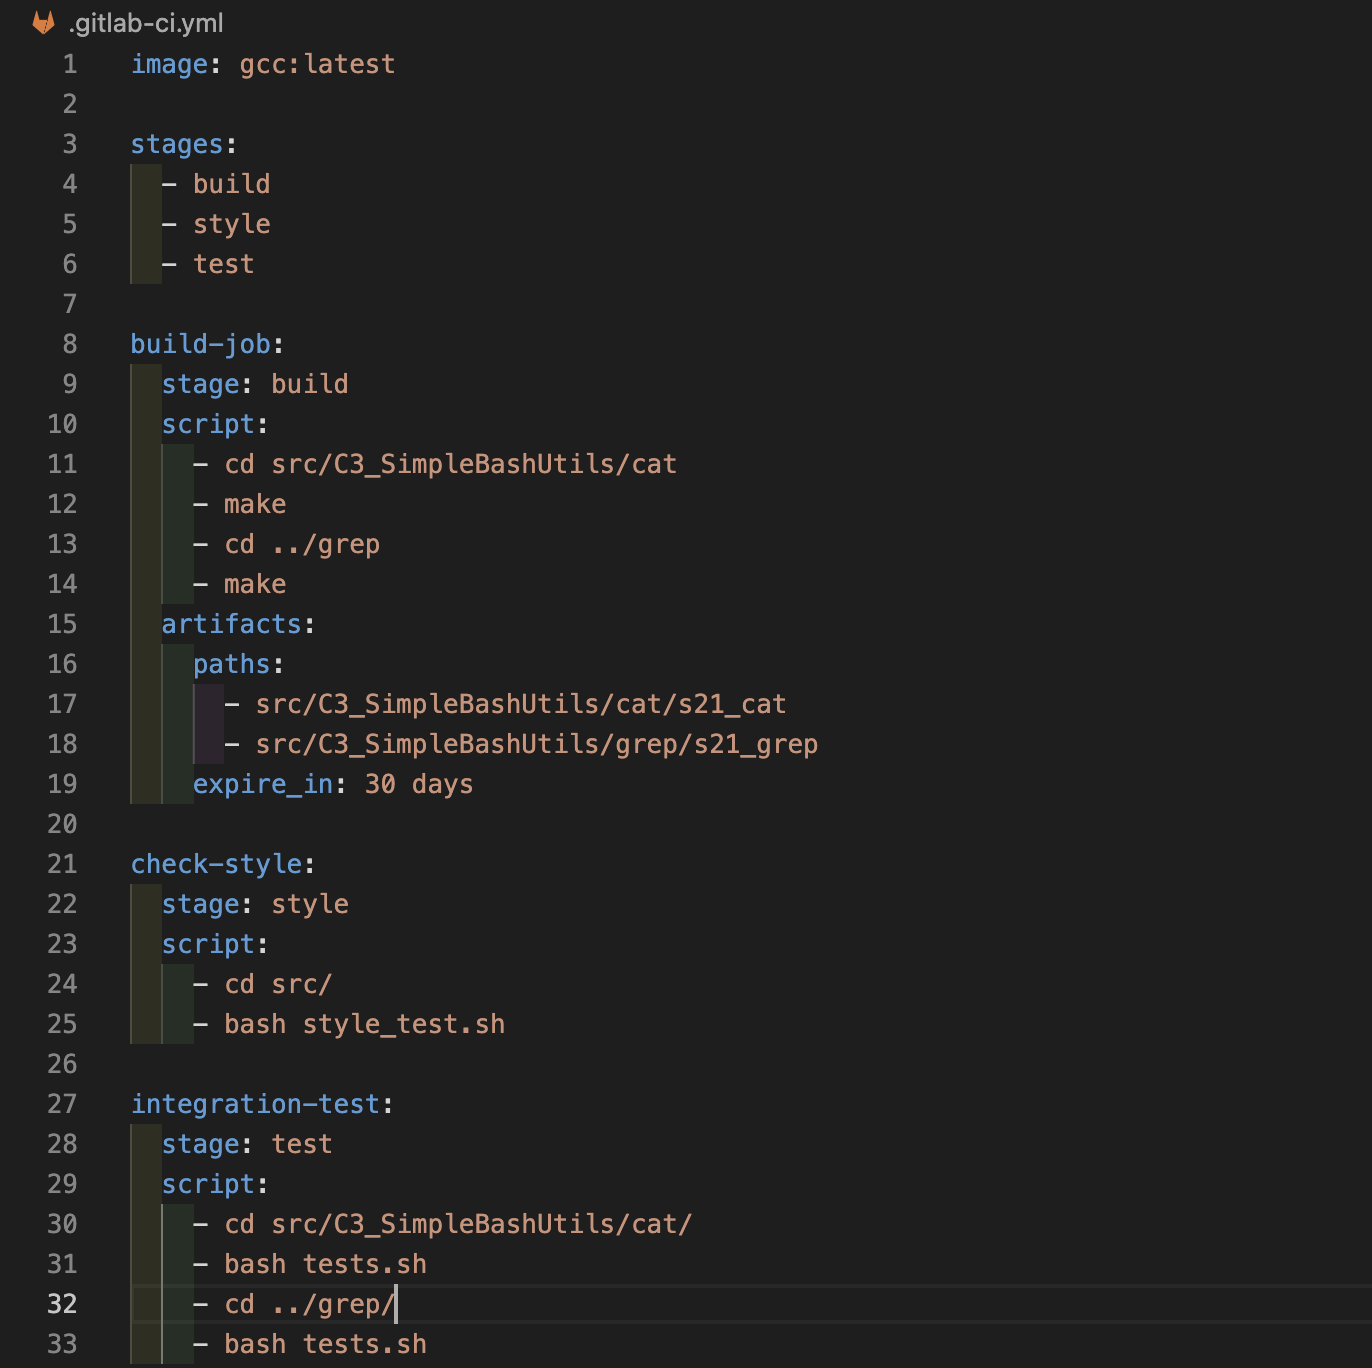 .gitlab-ci.yml
1 image: gcc:latest
2
3 stages:
4   - build
5   - style
6   - test
7
8 build-job:
9   stage: build
10   script:
11     - cd src/C3_SimpleBashUtils/cat
12     - make
13     - cd ../grep
14     - make
15   artifacts:
16     paths:
17       - src/C3_SimpleBashUtils/cat/s21_cat
18       - src/C3_SimpleBashUtils/grep/s21_grep
19     expire_in: 30 days
20
21 check-style:
22   stage: style
23   script:
24     - cd src/
25     - bash style_test.sh
26
27 integration-test:
28   stage: test
29   script:
30     - cd src/C3_SimpleBashUtils/cat/
31     - bash tests.sh
32     - cd ../grep/
33     - bash tests.sh